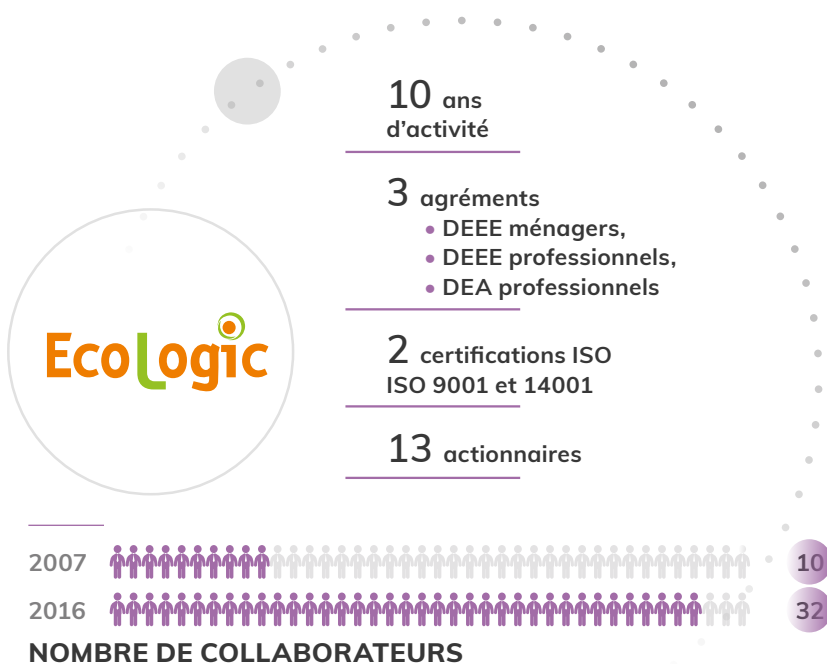 10 ans
d'activité
3 agréments
• DEEE ménagers,
• DEEE professionnels,
• DEA professionnels
EcoLogic
2 certifications ISO
ISO 9001 et 14001
13 actionnaires
2007 10
2016 32
NOMBRE DE COLLABORATEURS